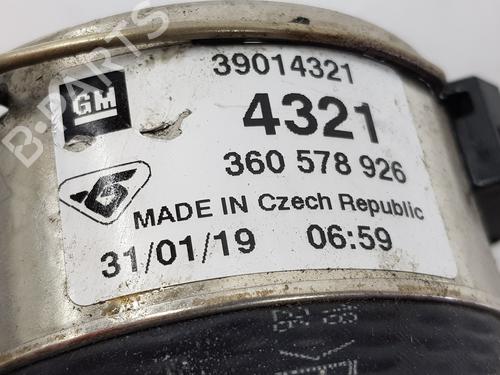 39014321
GM
4321
360 578 926
MADE IN Czech Republic
31/01/19 06:59
B-PARTS